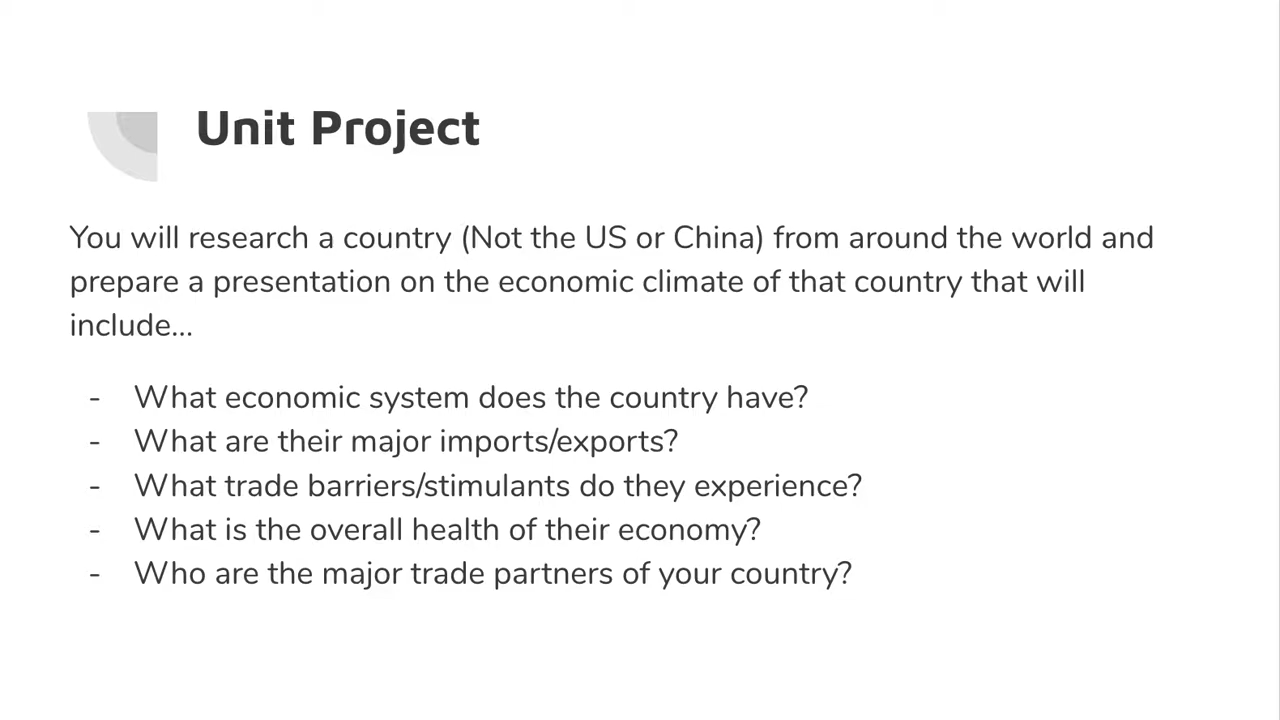 Unit Project
You will research a country (Not the US or China) from around the world and
prepare a presentation on the economic climate of that country that will
include...
- What economic system does the country have?
- What are their major imports/exports?
- What trade barriers/stimulants do they experience?
- What is the overall health of their economy?
- Who are the major trade partners of your country?